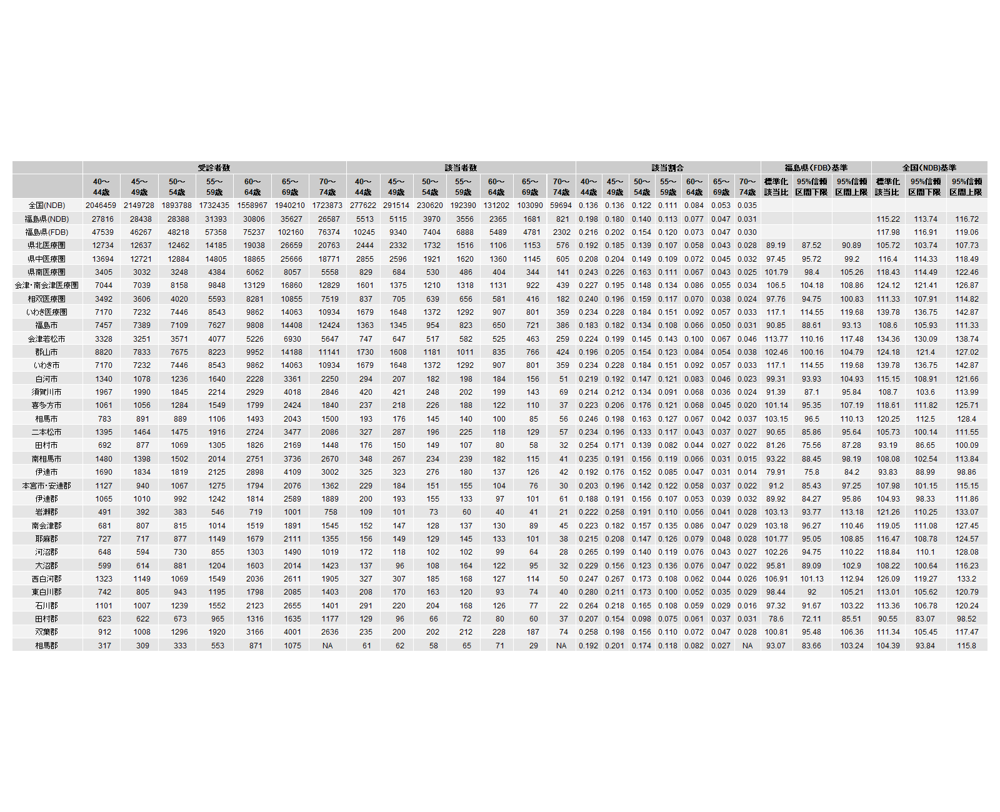 受診者数 該当者数 該当割合 福島県(FDB)基準 全国(NDB)基準
40～ 45～ 50～ 55～ 60～ 65～ 70～ 40～ 45～ 50～ 55～ 60～ 65～ 70～ 40～ 45～ 50～ 55～ 60～ 65～ 70～ 標準化 95%信頼 95%信頼 標準化 95%信頼 95%信頼
44歳 49歳 54歳 59歳 64歳 69歳 74歳 44歳 49歳 54歳 59歳 64歳 69歳 74歳 44歳 49歳 54歳 59歳 64歳 69歳 74歳 該当比 区間下限 区間上限 該当比 区間下限 区間上限
全国(NDB) 2046459 2149728 1893788 1732435 1558967 1940210 1723873 277622 291514 230620 192390 131202 103090 59694 0.136 0.136 0.122 0.111 0.084 0.053 0.035
福島県(NDB) 27816 28438 28388 31393 30806 35627 26587 5513 5115 3970 3556 2365 1681 821 0.198 0.180 0.140 0.113 0.077 0.047 0.031 115.22 113.74 116.72
福島県(FDB) 47539 46267 48218 57358 75237 102160 76374 10245 9340 7404 6888 5489 4781 2302 0.216 0.202 0.154 0.120 0.073 0.047 0.030 117.98 116.91 119.06
県北医療圏 12734 12637 12462 14185 19038 26659 20763 2444 2332 1732 1516 1106 1153 576 0.192 0.185 0.139 0.107 0.058 0.043 0.028 89.19 87.52 90.89 105.72 103.74 107.73
県中医療圏 13694 12721 12884 14805 18865 25666 18771 2855 2596 1921 1620 1360 1145 605 0.208 0.204 0.149 0.109 0.072 0.045 0.032 97.45 95.72 99.2 116.4 114.33 118.49
県南医療圏 3405 3032 3248 4384 6062 8057 5558 829 684 530 486 404 344 141 0.243 0.226 0.163 0.111 0.067 0.043 0.025 101.79 98.4 105.26 118.43 114.49 122.46
会津・南会津医療圏 7044 7039 8158 9848 13129 16860 12829 1601 1375 1210 1318 1131 922 439 0.227 0.195 0.148 0.134 0.086 0.055 0.034 106.5 104.18 108.86 124.12 121.41 126.87
相双医療圏 3492 3606 4020 5593 8281 10855 7519 837 705 639 656 581 416 182 0.240 0.196 0.159 0.117 0.070 0.038 0.024 97.76 94.75 100.83 111.33 107.91 114.82
いわき医療圏 7170 7232 7446 8543 9862 14063 10934 1679 1648 1372 1292 907 801 359 0.234 0.228 0.184 0.151 0.092 0.057 0.033 117.1 114.55 119.68 139.78 136.75 142.87
福島市 7457 7389 7109 7627 9808 14408 12424 1363 1345 954 823 650 721 386 0.183 0.182 0.134 0.108 0.066 0.050 0.031 90.85 88.61 93.13 108.6 105.93 111.33
会津若松市 3328 3251 3571 4077 5226 6930 5647 747 647 517 582 525 463 259 0.224 0.199 0.145 0.143 0.100 0.067 0.046 113.77 110.16 117.48 134.36 130.09 138.74
郡山市 8820 7833 7675 8223 9952 14188 11141 1730 1608 1181 1011 835 766 424 0.196 0.205 0.154 0.123 0.084 0.054 0.038 102.46 100.16 104.79 124.18 121.4 127.02
いわき市 7170 7232 7446 8543 9862 14063 10934 1679 1648 1372 1292 907 801 359 0.234 0.228 0.184 0.151 0.092 0.057 0.033 117.1 114.55 119.68 139.78 136.75 142.87
白河市 1340 1078 1236 1640 2228 3361 2250 294 207 182 198 184 156 51 0.219 0.192 0.147 0.121 0.083 0.046 0.023 99.31 93.93 104.93 115.15 108.91 121.66
須賀川市 1967 1990 1845 2214 2929 4018 2846 420 421 248 202 199 143 69 0.214 0.212 0.134 0.091 0.068 0.036 0.024 91.39 87.1 95.84 108.7 103.6 113.99
喜多方市 1061 1056 1284 1549 1799 2424 1840 237 218 226 188 122 110 37 0.223 0.206 0.176 0.121 0.068 0.045 0.020 101.14 95.35 107.19 118.61 111.82 125.71
相馬市 783 891 889 1106 1493 2043 1500 193 176 145 140 100 85 56 0.246 0.198 0.163 0.127 0.067 0.042 0.037 103.15 96.5 110.13 120.25 112.5 128.4
二本松市 1395 1464 1475 1916 2724 3477 2086 327 287 196 225 118 129 57 0.234 0.196 0.133 0.117 0.043 0.037 0.027 90.65 85.86 95.64 105.73 100.14 111.55
田村市 692 877 1069 1305 1826 2169 1448 176 150 149 107 80 58 32 0.254 0.171 0.139 0.082 0.044 0.027 0.022 81.26 75.56 87.28 93.19 86.65 100.09
南相馬市 1480 1398 1502 2014 2751 3736 2670 348 267 234 239 182 115 41 0.235 0.191 0.156 0.119 0.066 0.031 0.015 93.22 88.45 98.19 108.08 102.54 113.84
伊達市 1690 1834 1819 2125 2898 4109 3002 325 323 276 180 137 126 42 0.192 0.176 0.152 0.085 0.047 0.031 0.014 79.91 75.8 84.2 93.83 88.99 98.86
本宮市・安達郡 1127 940 1067 1275 1794 2076 1362 229 184 151 155 104 76 30 0.203 0.196 0.142 0.122 0.058 0.037 0.022 91.2 85.43 97.25 107.98 101.15 115.15
伊達郡 1065 1010 992 1242 1814 2589 1889 200 193 155 133 97 101 61 0.188 0.191 0.156 0.107 0.053 0.039 0.032 89.92 84.27 95.86 104.93 98.33 111.86
岩瀬郡 491 392 383 546 719 1001 758 109 101 73 60 40 41 21 0.222 0.258 0.191 0.110 0.056 0.041 0.028 103.13 93.77 113.18 121.26 110.25 133.07
南会津郡 681 807 815 1014 1519 1891 1545 152 147 128 137 130 89 45 0.223 0.182 0.157 0.135 0.086 0.047 0.029 103.18 96.27 110.46 119.05 111.08 127.45
耶麻郡 727 717 877 1149 1679 2111 1355 156 149 129 145 133 101 38 0.215 0.208 0.147 0.126 0.079 0.048 0.028 101.77 95.05 108.85 116.47 108.78 124.57
河沼郡 648 594 730 855 1303 1490 1019 172 118 102 102 99 64 28 0.265 0.199 0.140 0.119 0.076 0.043 0.027 102.26 94.75 110.22 118.84 110.1 128.08
大沼郡 599 614 881 1204 1603 2014 1423 137 96 108 164 122 95 32 0.229 0.156 0.123 0.136 0.076 0.047 0.022 95.81 89.09 102.9 108.22 100.64 116.23
西白河郡 1323 1149 1069 1549 2036 2611 1905 327 307 185 168 127 114 50 0.247 0.267 0.173 0.108 0.062 0.044 0.026 106.91 101.13 112.94 126.09 119.27 133.2
東白川郡 742 805 943 1195 1798 2085 1403 208 170 163 120 93 74 40 0.280 0.211 0.173 0.100 0.052 0.035 0.029 98.44 92 105.21 113.01 105.62 120.79
石川郡 1101 1007 1239 1552 2123 2655 1401 291 220 204 168 126 77 22 0.264 0.218 0.165 0.108 0.059 0.029 0.016 97.32 91.67 103.22 113.36 106.78 120.24
田村郡 623 622 673 965 1316 1635 1177 129 96 66 72 80 60 37 0.207 0.154 0.098 0.075 0.061 0.037 0.031 78.6 72.11 85.51 90.55 83.07 98.52
双葉郡 912 1008 1296 1920 3166 4001 2636 235 200 202 212 228 187 74 0.258 0.198 0.156 0.110 0.072 0.047 0.028 100.81 95.48 106.36 111.34 105.45 117.47
相馬郡 317 309 333 553 871 1075 NA 61 62 58 65 71 29 NA 0.192 0.201 0.174 0.118 0.082 0.027 NA 93.07 83.66 103.24 104.39 93.84 115.8